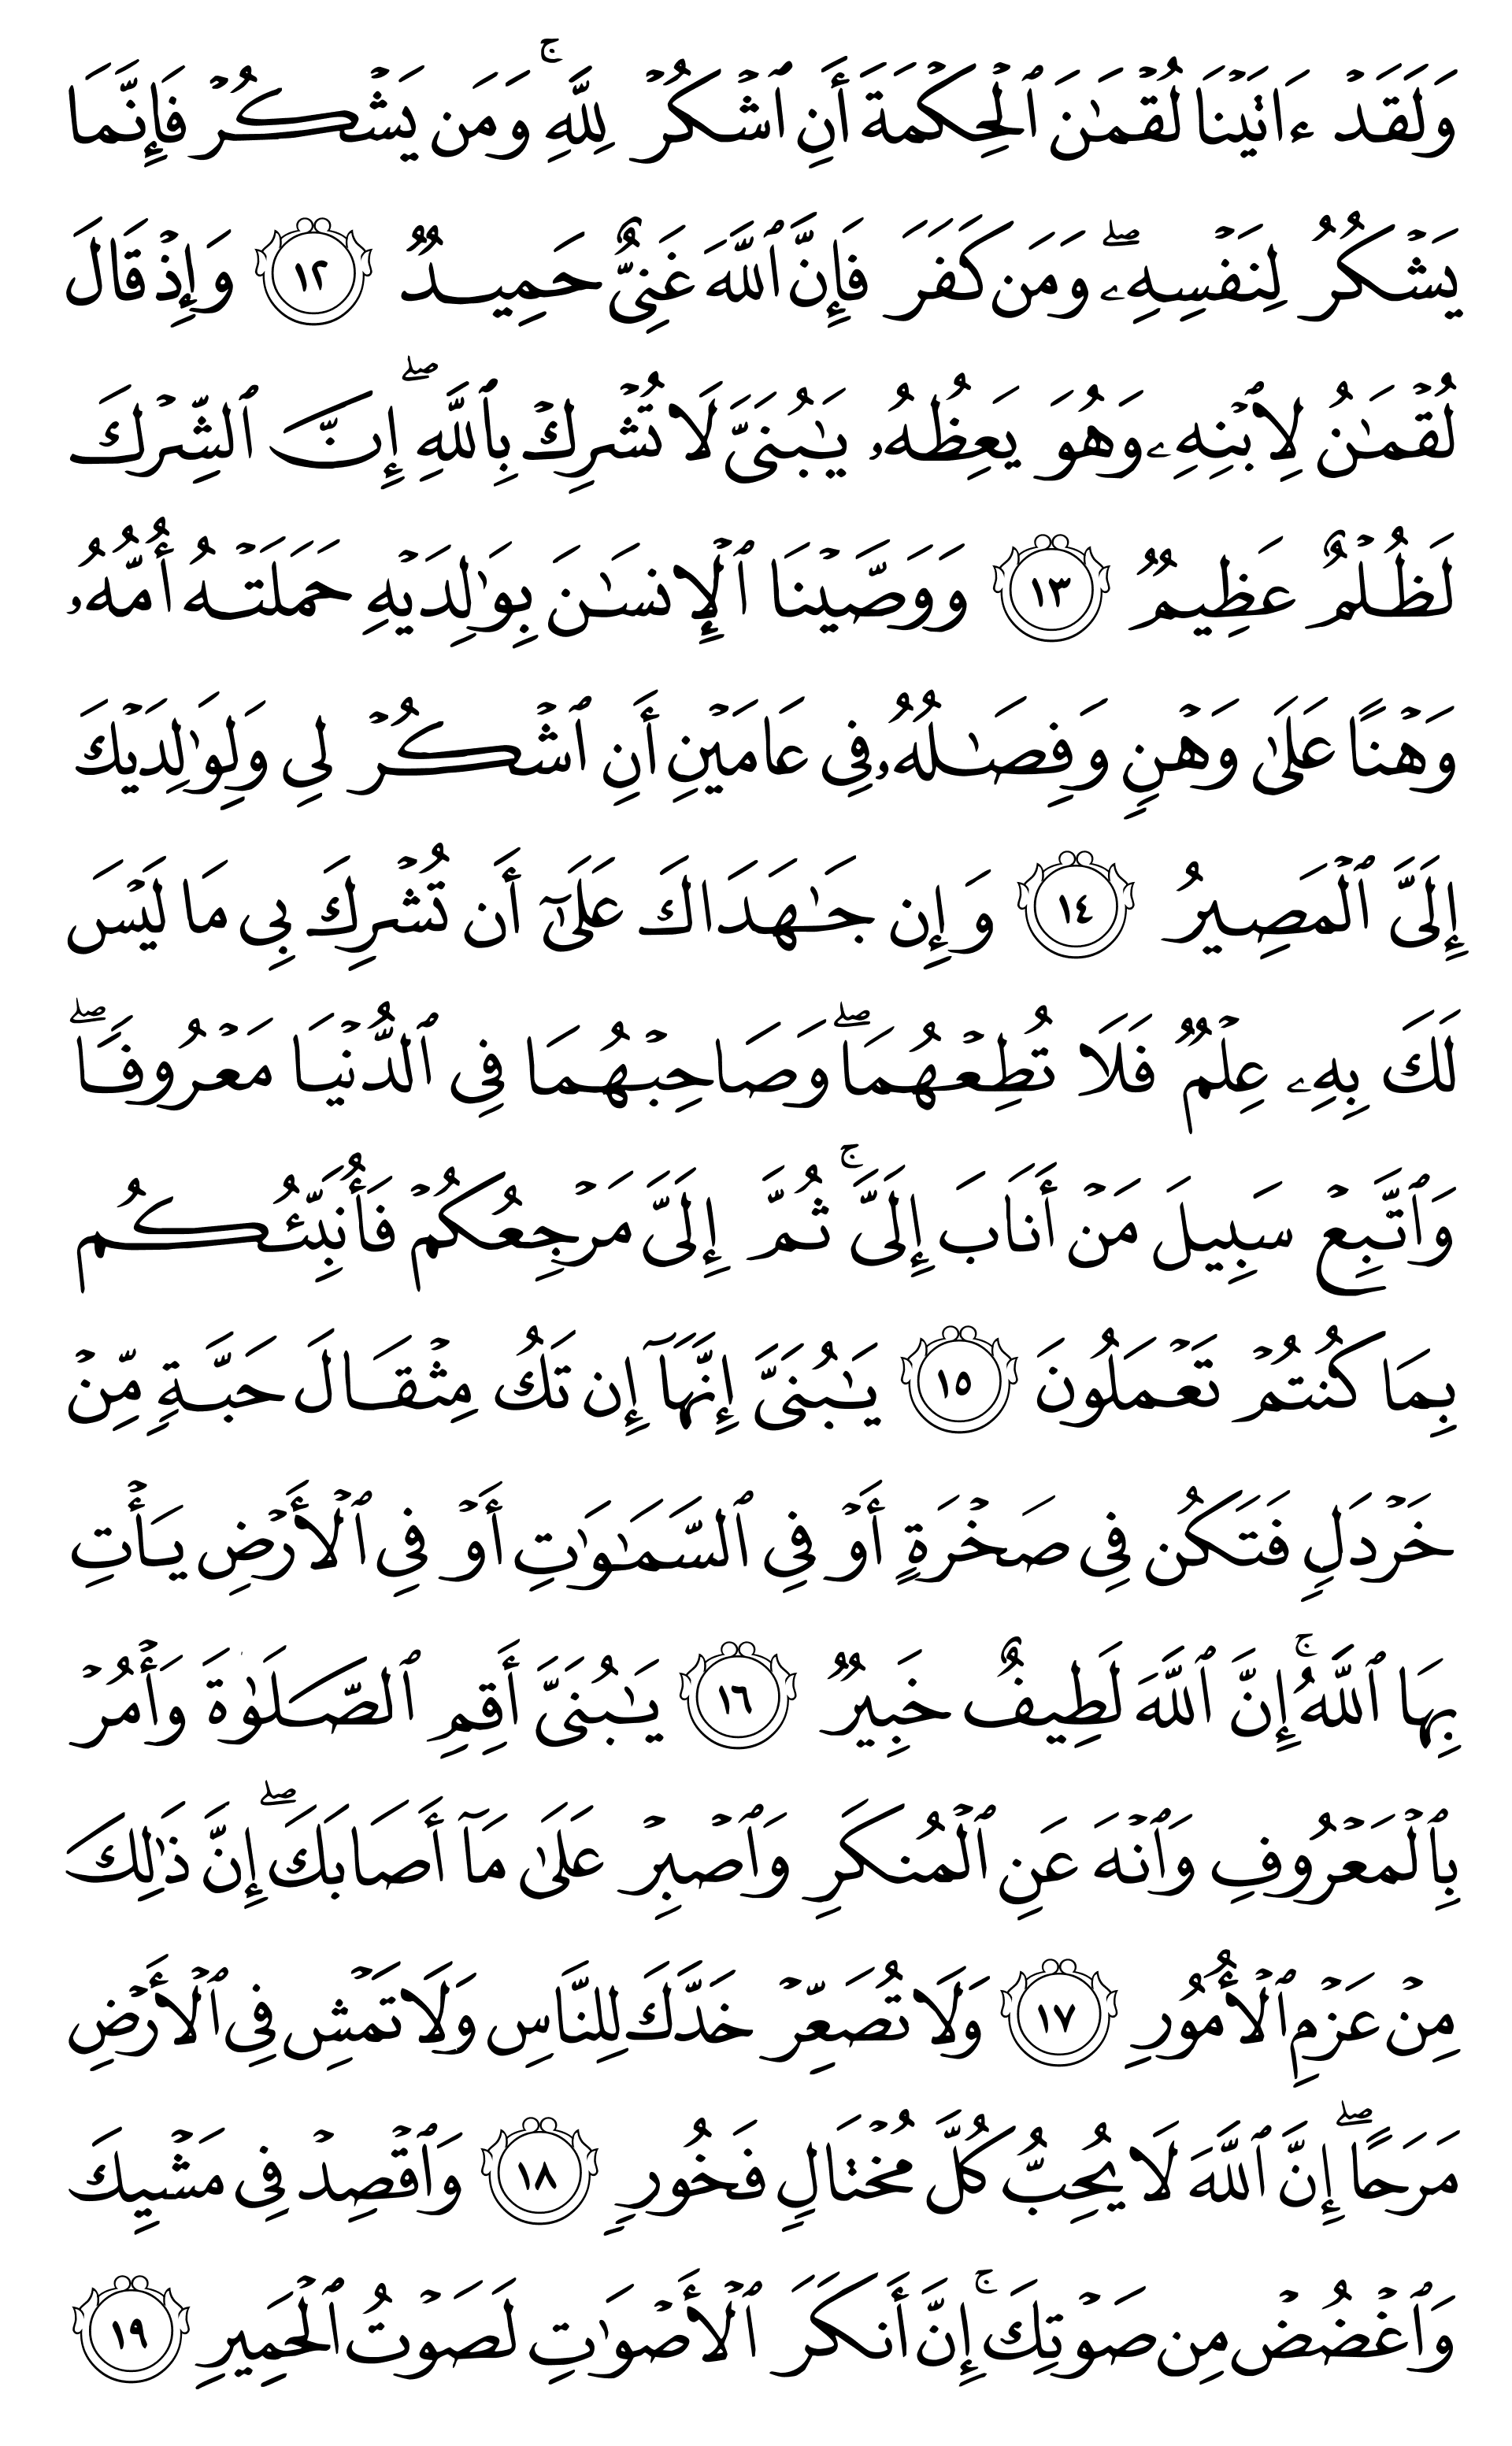 وَلَقَدۡ ءَاتَيۡنَا لُقۡمَٰنَ ٱلۡحِكۡمَةَ أَنِ ٱشۡكُرۡ لِلَّهِۚ وَمَن يَشۡكُرۡ فَإِنَّمَا
يَشۡكُرُ لِنَفۡسِهِۦۖ وَمَن كَفَرَ فَإِنَّ ٱللَّهَ غَنِيٌّ حَمِيدٞ ١٢ وَإِذۡ قَالَ
لُقۡمَٰنُ لِٱبۡنِهِۦ وَهُوَ يَعِظُهُۥ يَٰبُنَيَّ لَا تُشۡرِكۡ بِٱللَّهِۖ إِنَّ ٱلشِّرۡكَ
لَظُلۡمٌ عَظِيمٞ ١٣ وَوَصَّيۡنَا ٱلۡإِنسَٰنَ بِوَٰلِدَيۡهِ حَمَلَتۡهُ أُمُّهُۥ
وَهۡنًا عَلَىٰ وَهۡنٖ وَفِصَٰلُهُۥ فِي عَامَيۡنِ أَنِ ٱشۡكُرۡ لِي وَلِوَٰلِدَيۡكَ
إِلَيَّ ٱلۡمَصِيرُ ١٤ وَإِن جَٰهَدَاكَ عَلَىٰٓ أَن تُشۡرِكَ بِي مَا لَيۡسَ
لَكَ بِهِۦ عِلۡمٞ فَلَا تُطِعۡهُمَاۖ وَصَاحِبۡهُمَا فِي ٱلدُّنۡيَا مَعۡرُوفٗاۖ
وَٱتَّبِعۡ سَبِيلَ مَنۡ أَنَابَ إِلَيَّۚ ثُمَّ إِلَيَّ مَرۡجِعُكُمۡ فَأُنَبِّئُكُم
بِمَا كُنتُمۡ تَعۡمَلُونَ ١٥ يَٰبُنَيَّ إِنَّهَآ إِن تَكُ مِثۡقَالَ حَبَّةٖ مِّنۡ
خَرۡدَلٖ فَتَكُن فِي صَخۡرَةٍ أَوۡ فِي ٱلسَّمَٰوَٰتِ أَوۡ فِي ٱلۡأَرۡضِ يَأۡتِ
بِهَا ٱللَّهُۚ إِنَّ ٱللَّهَ لَطِيفٌ خَبِيرٞ ١٦ يَٰبُنَيَّ أَقِمِ ٱلصَّلَوٰةَ وَأۡمُرۡ
بِٱلۡمَعۡرُوفِ وَٱنۡهَ عَنِ ٱلۡمُنكَرِ وَٱصۡبِرۡ عَلَىٰ مَآ أَصَابَكَۖ إِنَّ ذَٰلِكَ
مِنۡ عَزۡمِ ٱلۡأُمُورِ ١٧ وَلَا تُصَعِّرۡ خَدَّكَ لِلنَّاسِ وَلَا تَمۡشِ فِي ٱلۡأَرۡضِ
مَرَحًاۖ إِنَّ ٱللَّهَ لَا يُحِبُّ كُلَّ مُخۡتَالٖ فَخُورٖ ١٨ وَٱقۡصِدۡ فِي مَشۡيِكَ
وَٱغۡضُضۡ مِن صَوۡتِكَۚ إِنَّ أَنكَرَ ٱلۡأَصۡوَٰتِ لَصَوۡتُ ٱلۡحَمِيرِ ١٩